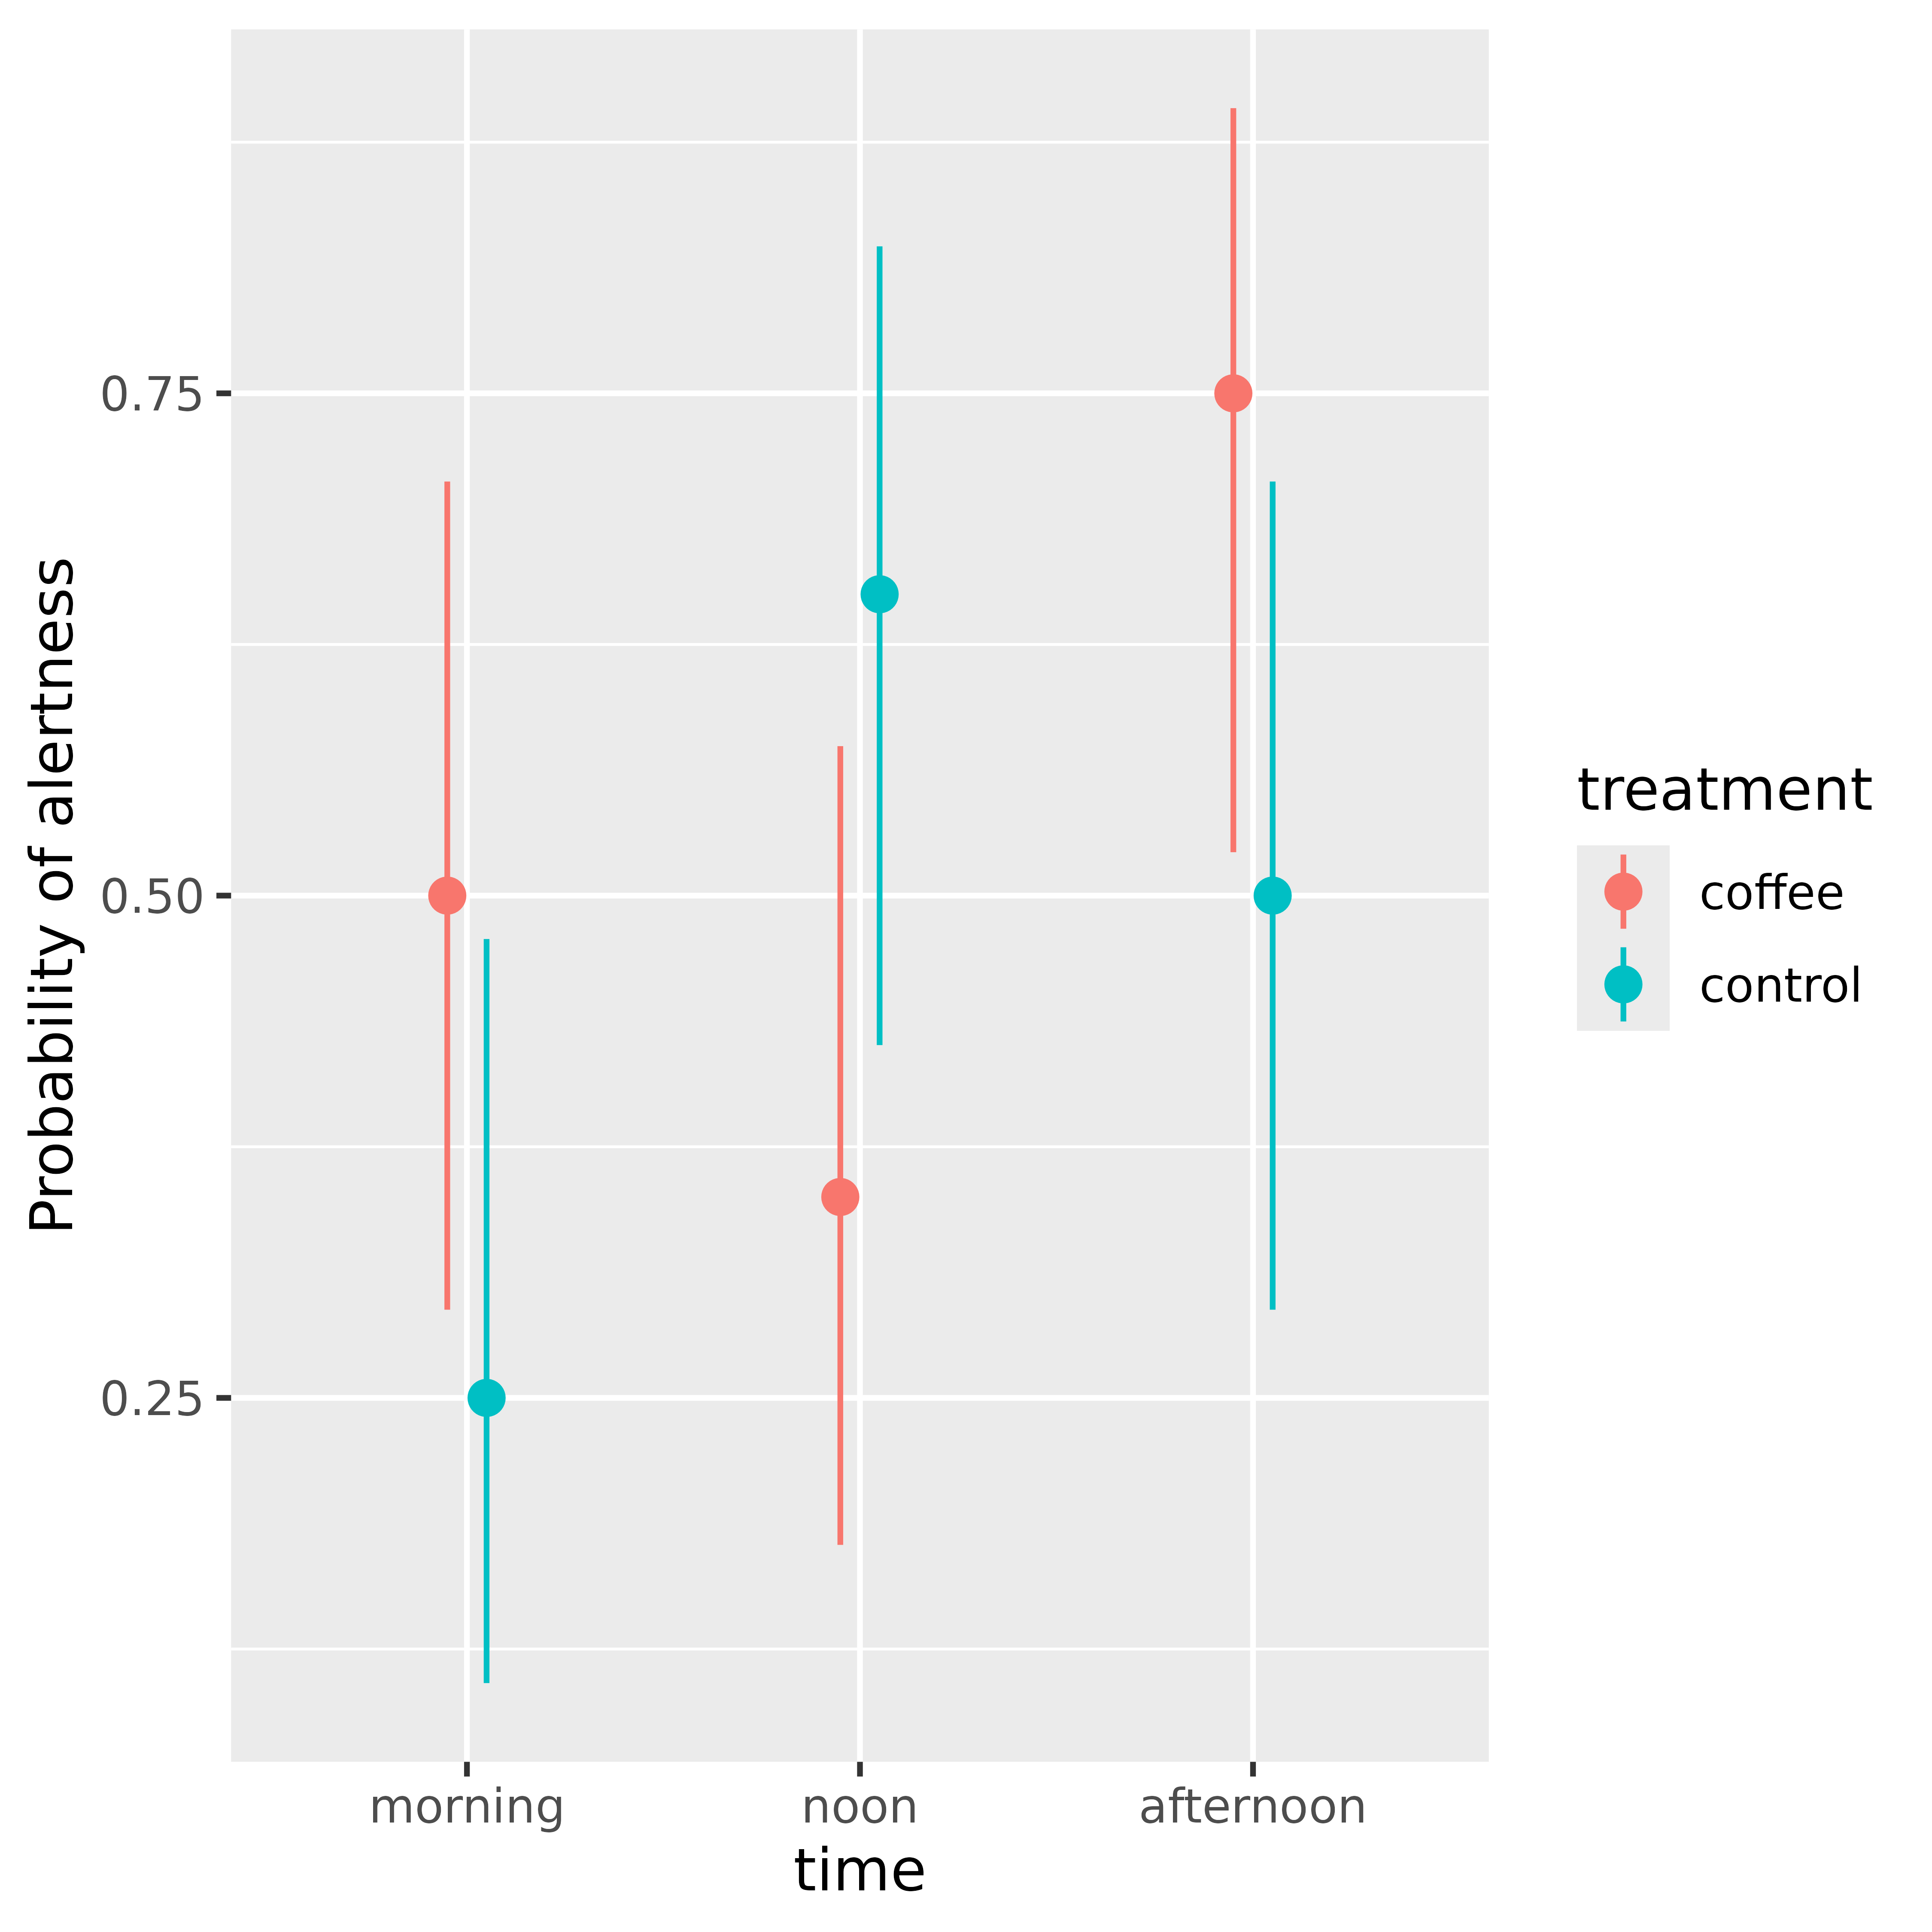 Probability of alertness
0.75
0.50
0.25
morning noon afternoon
time
treatment
coffee
control